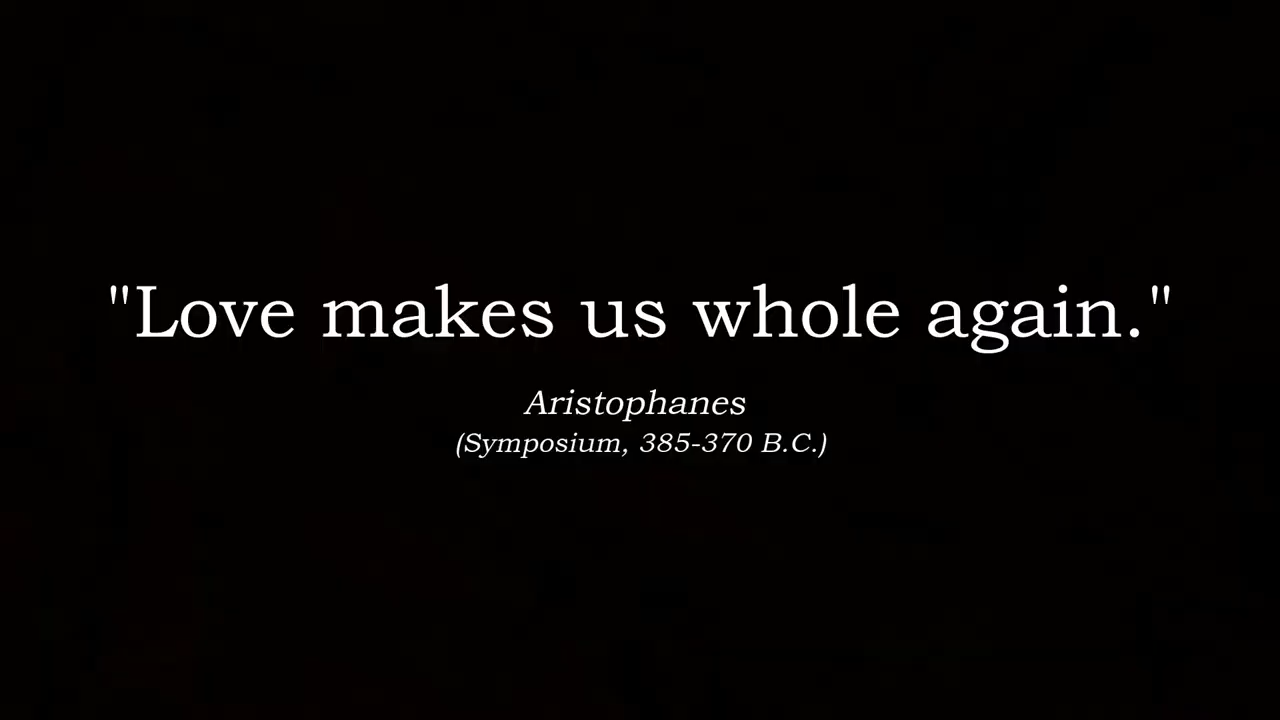 "Love makes us whole again."
Aristophanes
(Symposium, 385-370 B.C.)